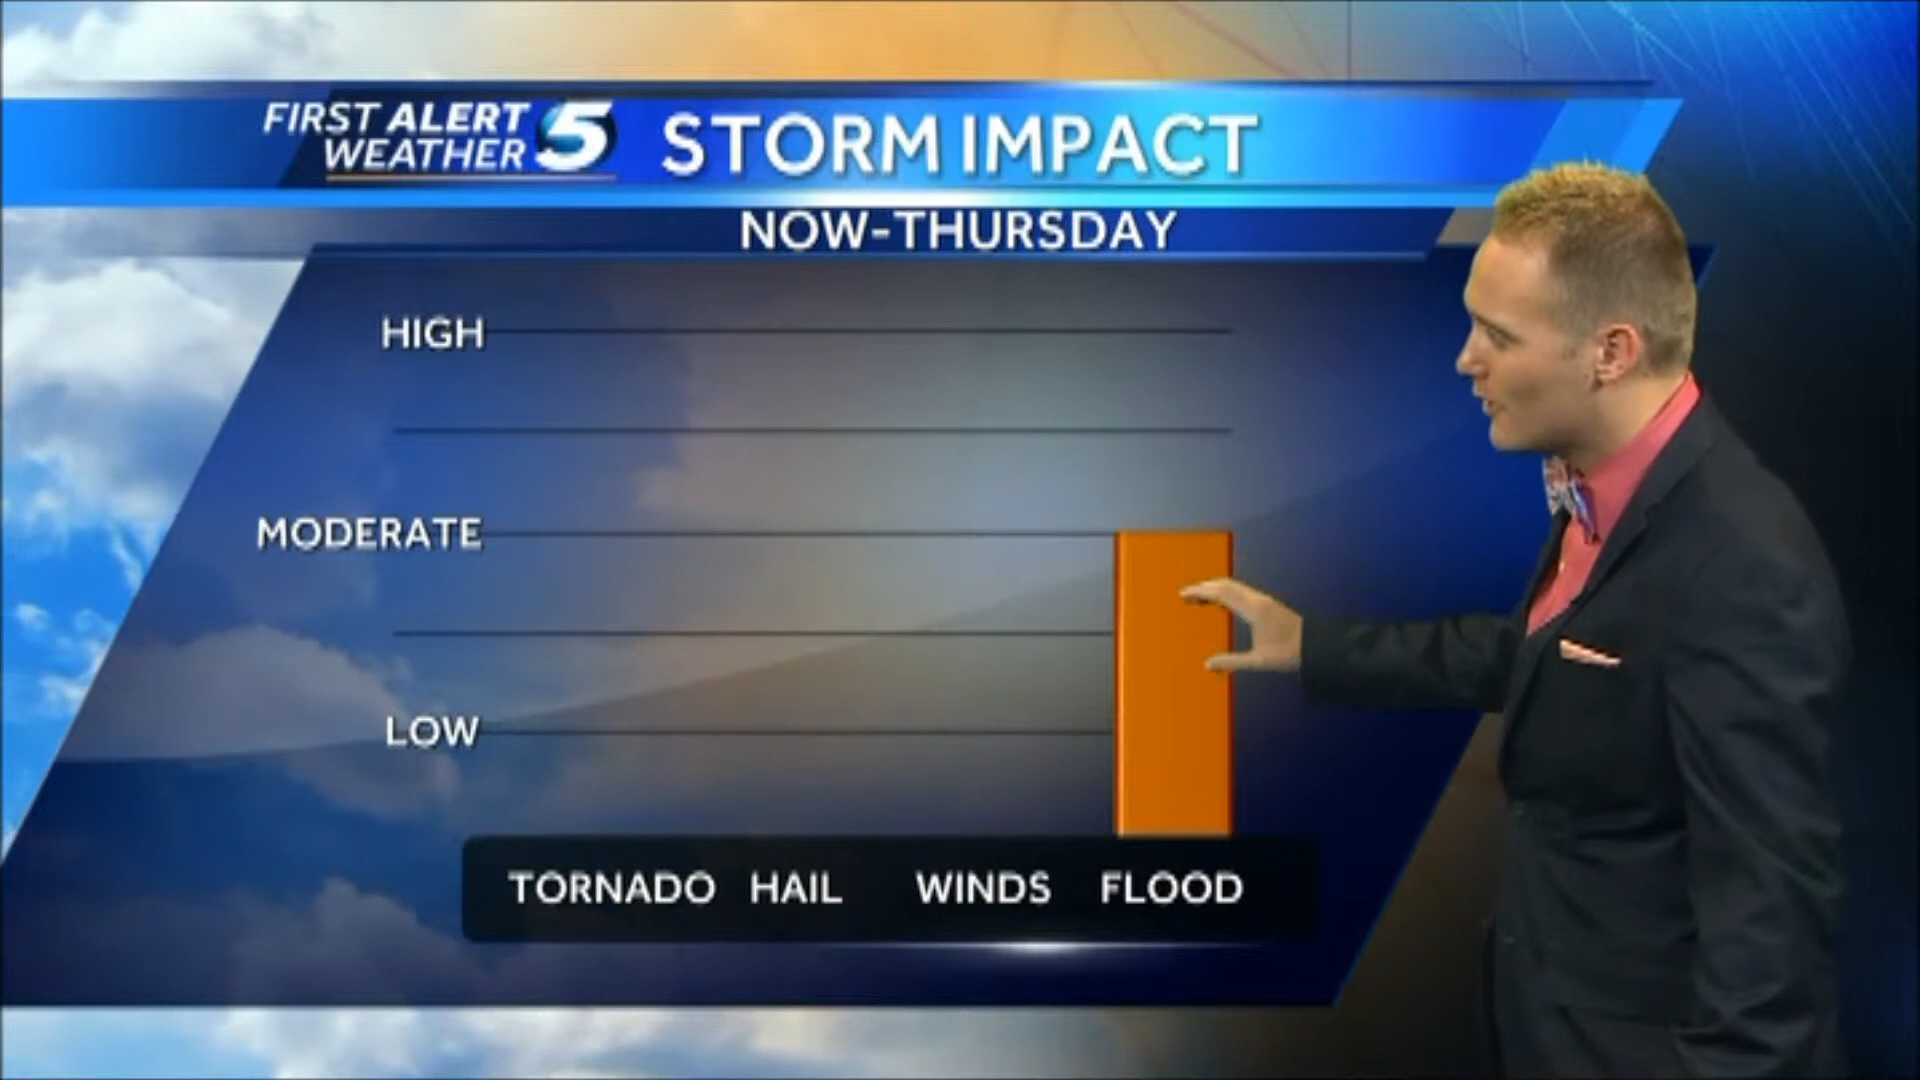 FIRST ALERT
WEATHER 5
STORM IMPACT
NOW-THURSDAY
HIGH
MODERATE
LOW
TORNADO HAIL WINDS FLOOD